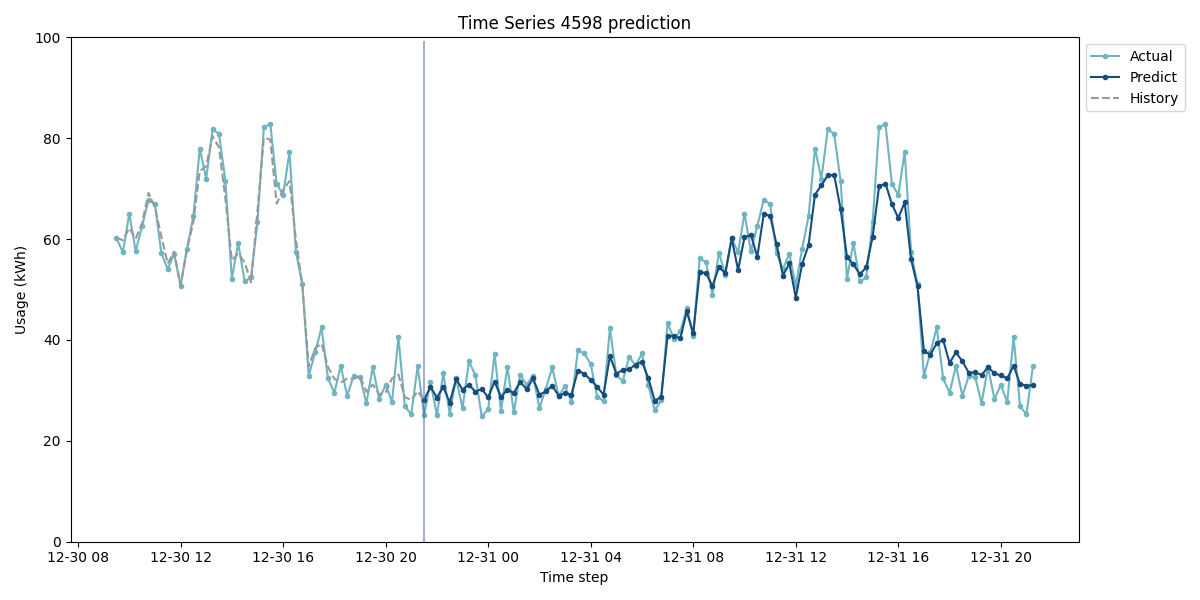 Time Series 4598 prediction
Usage (kWh)
100
80
60
40
20
0
12-30 08
12-30 12
12-30 16
12-30 20
12-31 00
12-31 04
12-31 08
12-31 12
12-31 16
12-31 20
Time step
Actual
Predict
History